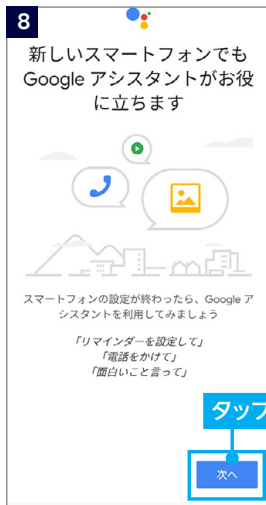 8
新しいスマートフォンでも
Google アシスタントがお役
に立ちます
スマートフォンの設定が終わったら、Google ア
シスタントを利用してみましょう
「リマインダーを設定して」
「電話をかけて」
「面白いこと言って」
タップ
次へ